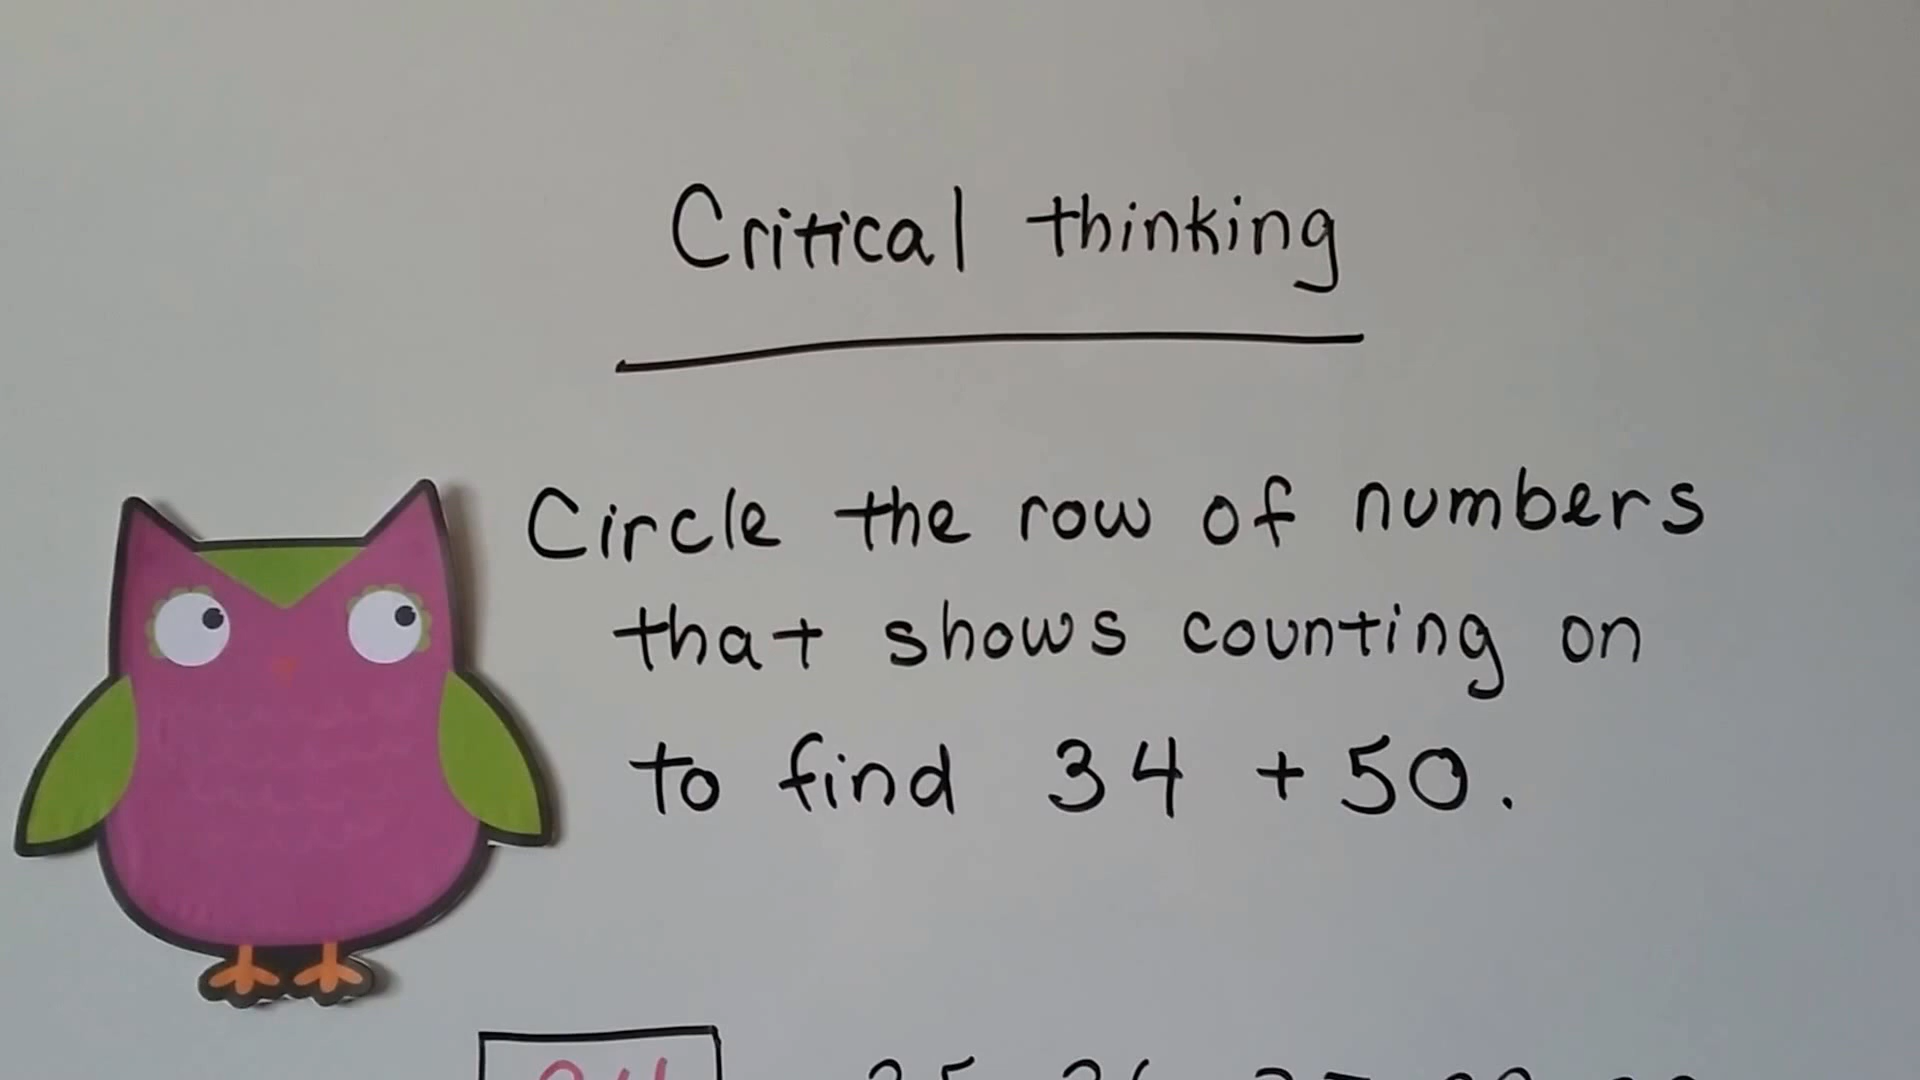 Critical thinking
Circle the row of numbers
that shows counting on
to find 34 + 50.